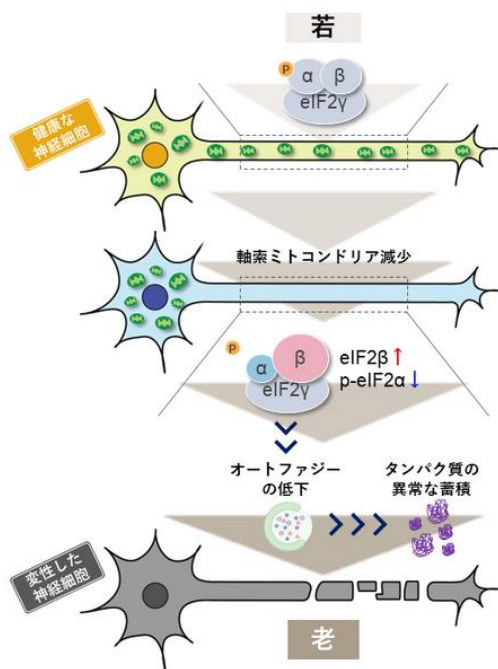 若
P
α
β
eIF2γ
健康な
神経細胞
軸索ミトコンドリア減少
P
α
β
eIF2γ
eIF2β ↑
p-eIF2α ↓
オートファジー
の低下
タンパク質の
異常な蓄積
変性した
神経細胞
老